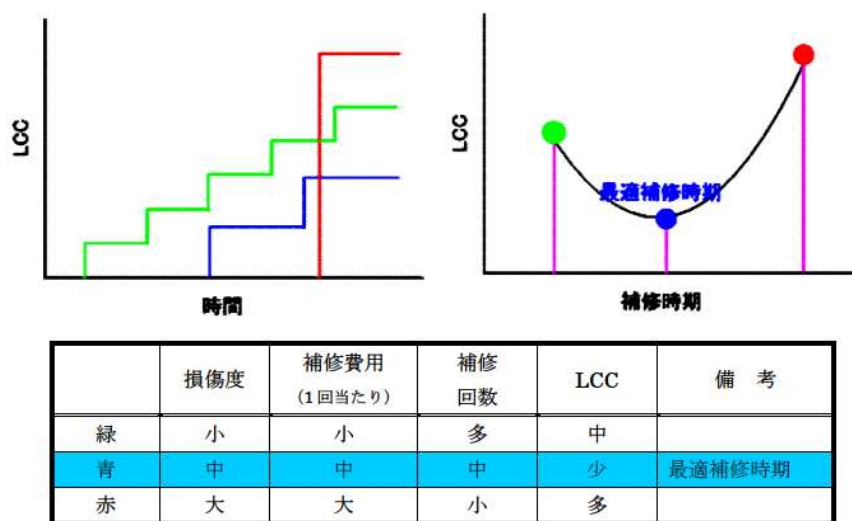 LCC
時間
LCC
最適補修時期
補修時期
損傷度 補修費用(1回当たり) 補修回数 LCC 備 考
緑 小 小 多 中
青 中 中 中 少 最適補修時期
赤 大 大 小 多